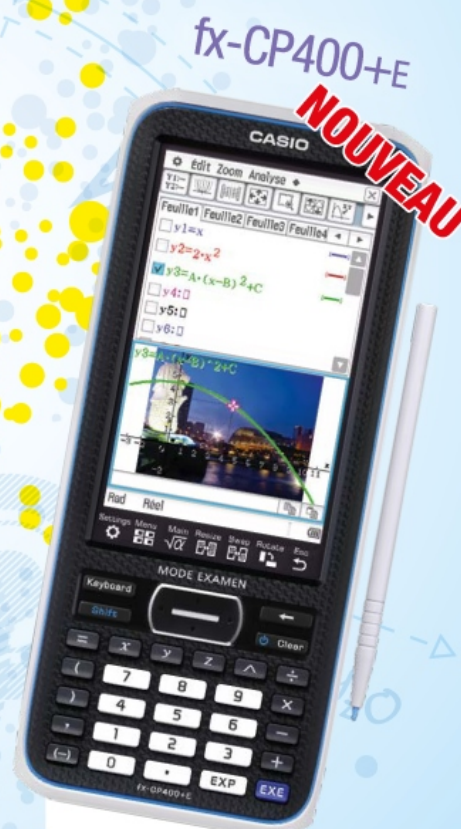 fx-CP400+E
NOUVEAU
CASIO
Edit Zoom Analyse
Feuille1 Feuille2 Feuille3 Feuille4
y1=x
y2=2·x²
y3=A·(x-B)²+C
y4:▯
y5:▯
y6:▯
y3=A·(x-B)^2+C
Rad Réel
Settings Menu Main Resize Swap Rotate Esc
MODE EXAMEN
Keyboard
Shift Clear
= x y z ^ ÷
( 7 8 9 ×
) 4 5 6 −
, 1 2 3 +
(−) 0 · EXP EXE
fx-CP400+E